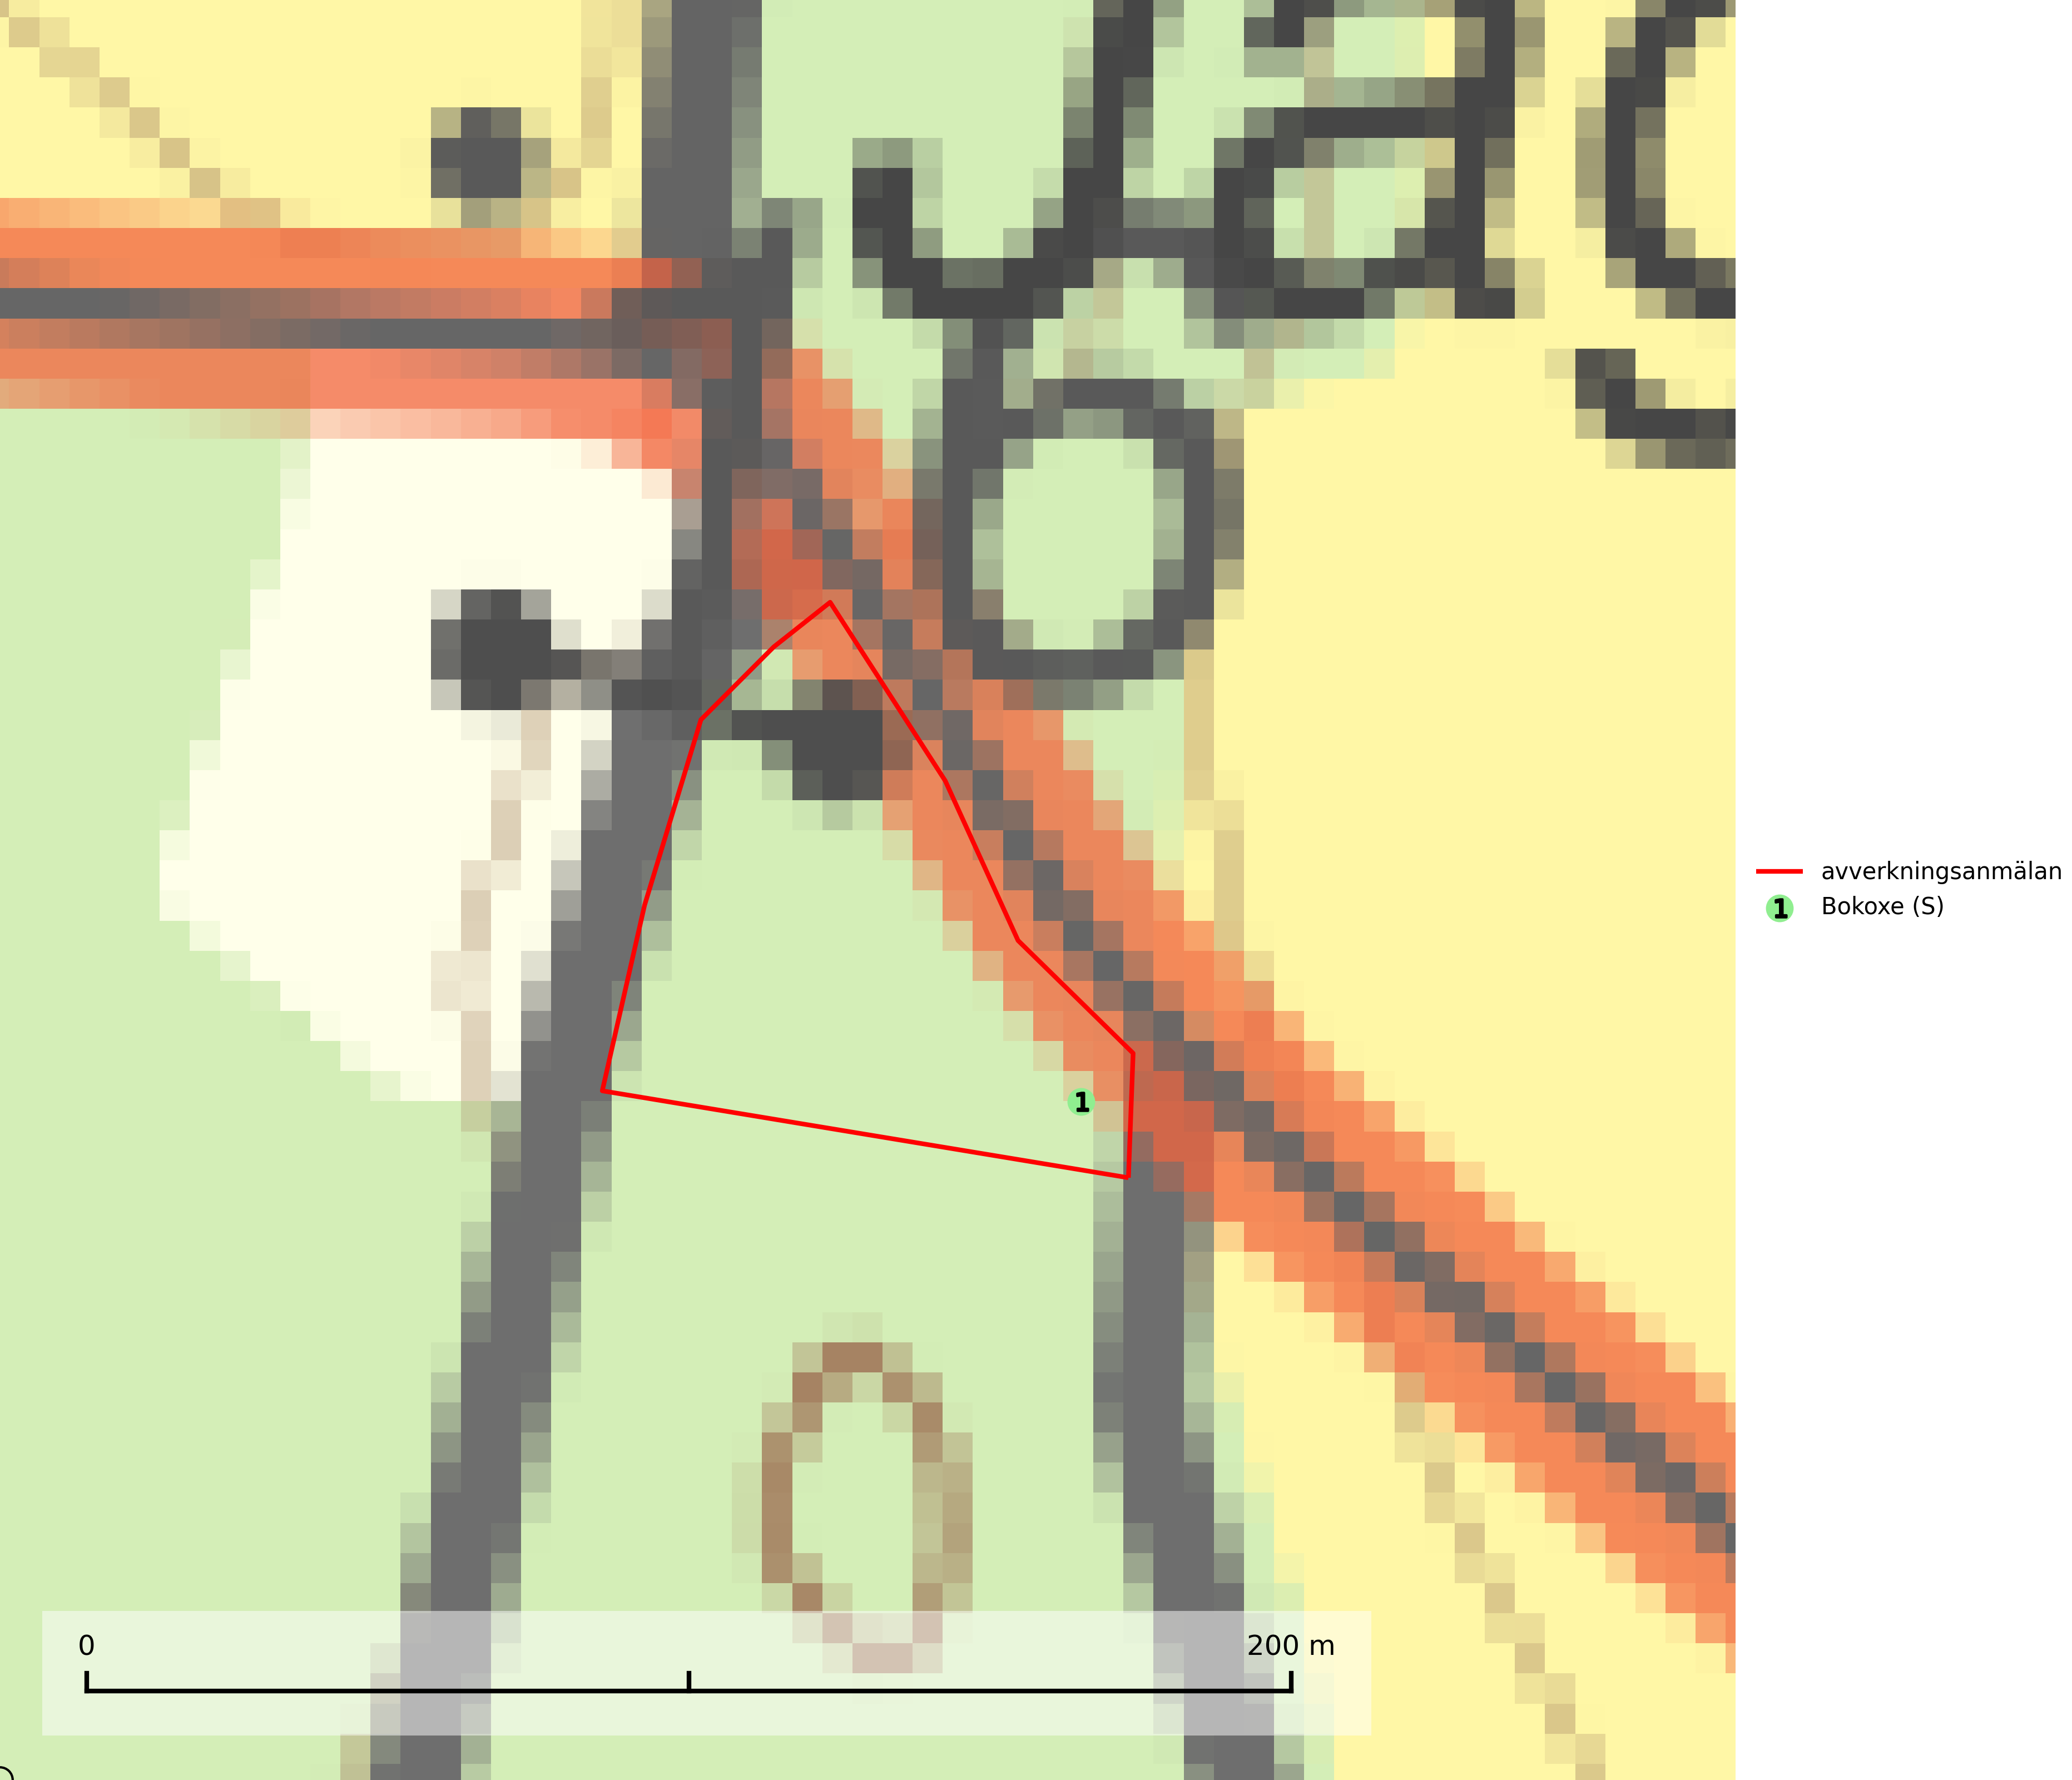 avverkningsanmälan
1 Bokoxe (S)
1
0 200 m